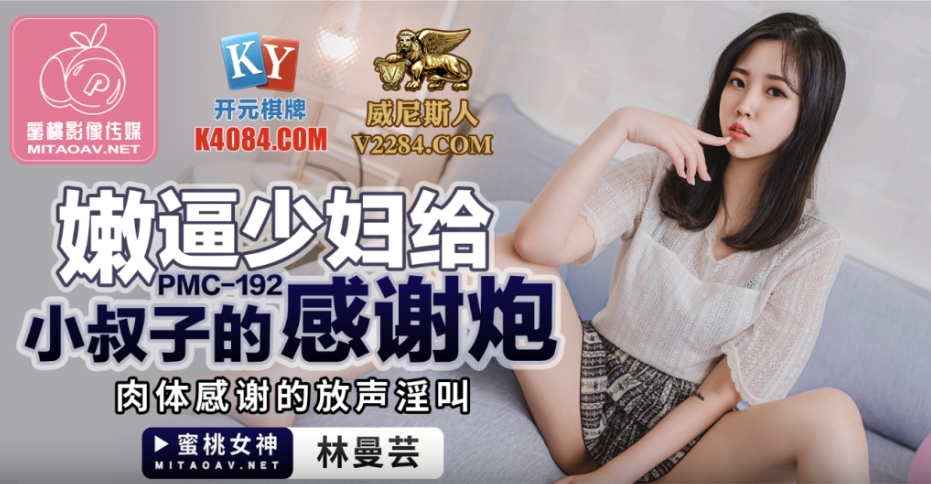 蜜桃影像传媒
MITAOAV.NET
KY
开元棋牌
K4084.COM
威尼斯人
V2284.COM
嫩逼少妇给
PMC-192
小叔子的感谢炮
肉体感谢的放声淫叫
蜜桃女神
MITAOAV.NET
林曼芸